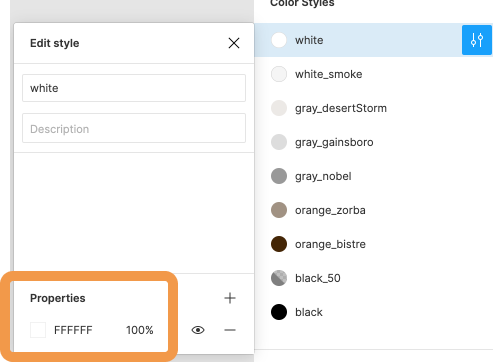 Color Styles
Edit style
white
Description
Properties
FFFFFF 100%
white
white_smoke
gray_desertStorm
gray_gainsboro
gray_nobel
orange_zorba
orange_bistre
black_50
black